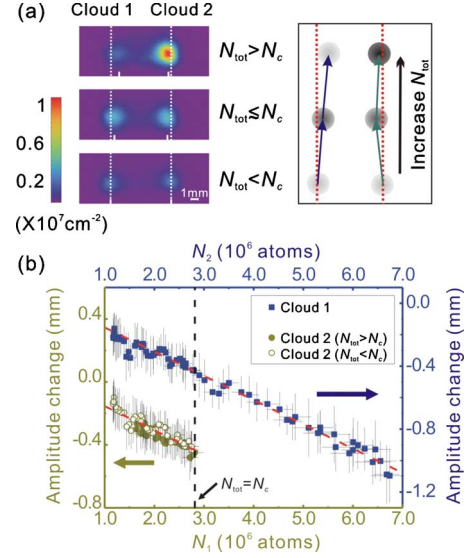 (a)
Cloud 1 Cloud 2
N_tot>N_c
1
0.6
N_tot≤N_c
0.2
N_tot<N_c
1mm
(X10^7cm^-2)
Increase N_tot
(b)
N_2 (10^6 atoms)
1.0 2.0 3.0 4.0 5.0 6.0 7.0
Amplitude change (mm)
0.4
0.0
-0.4
-0.8
Cloud 1
Cloud 2 (N_tot>N_c)
Cloud 2 (N_tot<N_c)
0.0
-0.4
-0.8
-1.2
Amplitude change (mm)
N_tot=N_c
1.0 2.0 3.0 4.0 5.0 6.0 7.0
N_1 (10^6 atoms)